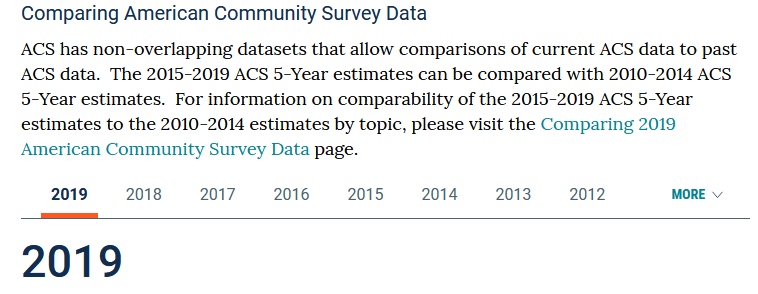 Comparing American Community Survey Data
ACS has non-overlapping datasets that allow comparisons of current ACS data to past
ACS data.  The 2015-2019 ACS 5-Year estimates can be compared with 2010-2014 ACS
5-Year estimates.  For information on comparability of the 2015-2019 ACS 5-Year
estimates to the 2010-2014 estimates by topic, please visit the Comparing 2019
American Community Survey Data page.
2019 2018 2017 2016 2015 2014 2013 2012 MORE
2019